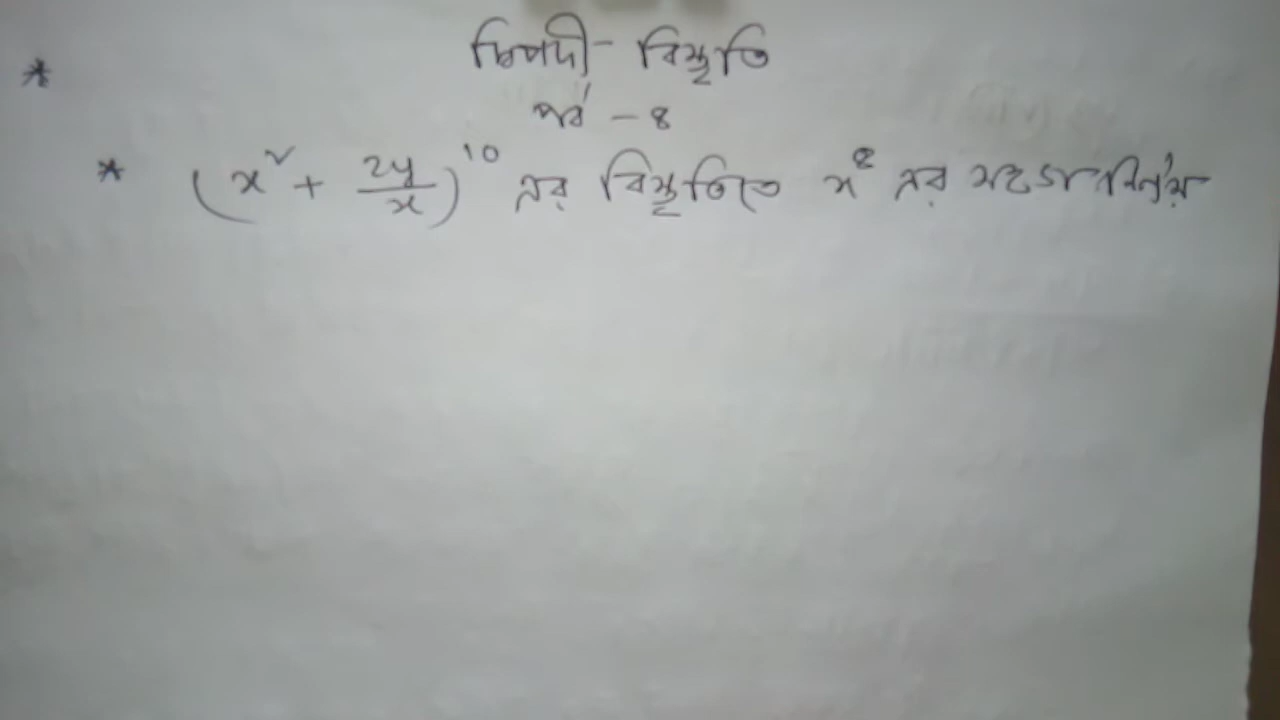 *
দ্বিপদী - বিস্তৃতি
পর্ব - ৪
* (x² + 2y/x)¹⁰ এর বিস্তৃতিতে x⁸ এর সহগ নির্ণয়